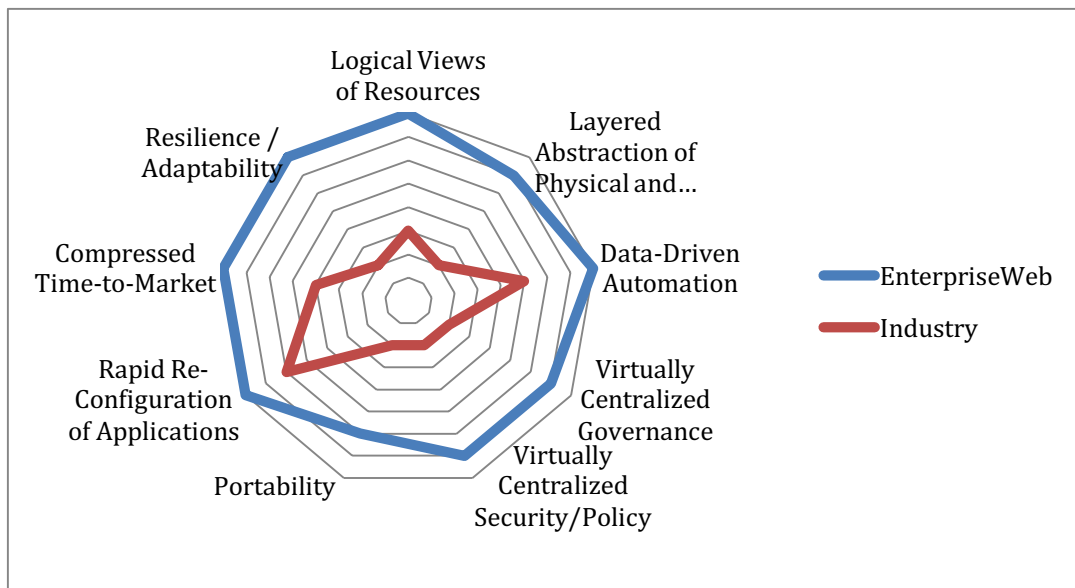 Logical Views
of Resources
Layered
Abstraction of
Physical and…
Data-Driven
Automation
Virtually
Centralized
Governance
Virtually
Centralized
Security/Policy
Portability
Rapid Re-
Configuration
of Applications
Compressed
Time-to-Market
Resilience /
Adaptability
EnterpriseWeb
Industry